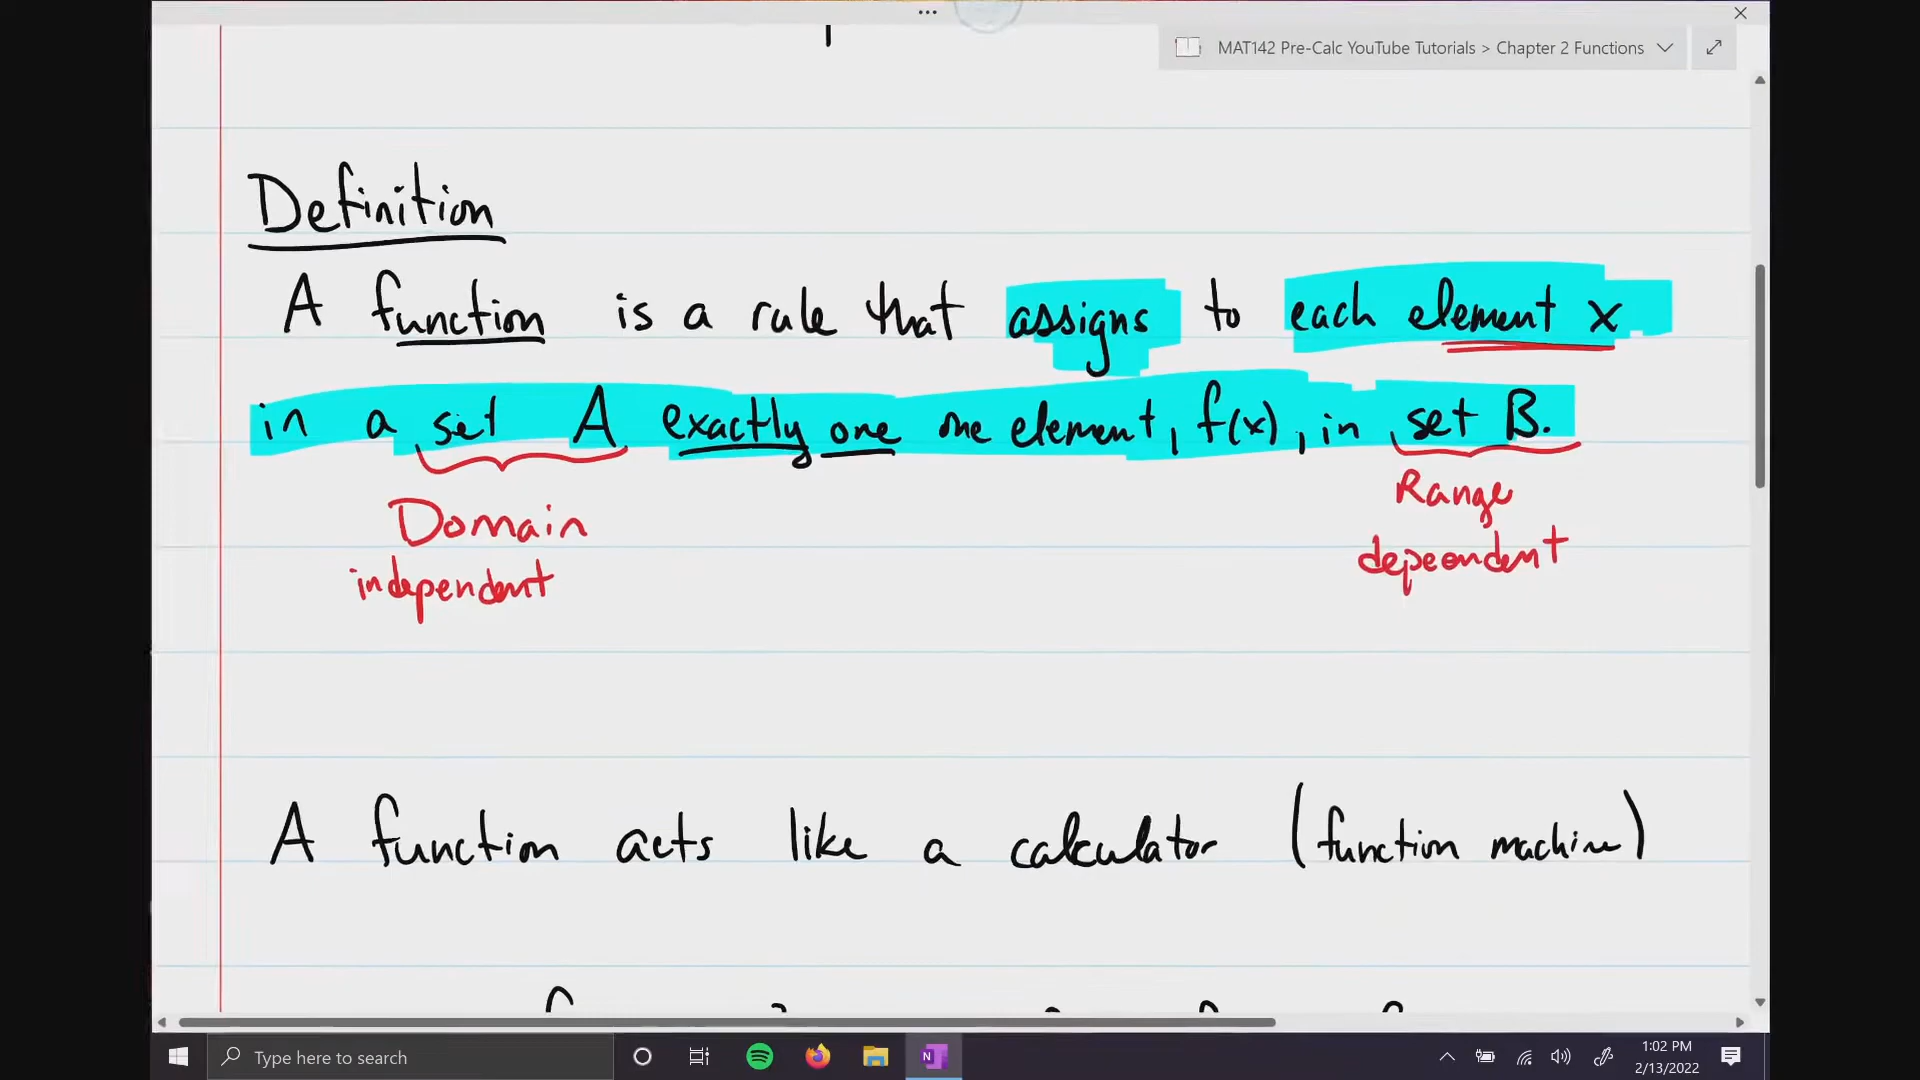 MAT142 Pre-Calc YouTube Tutorials > Chapter 2 Functions
Definition
A function is a rule that assigns to each element x
in a set A exactly one one element, f(x), in set B.
Domain
independent
Range
depeondent
A function acts like a calculator (function machine)
Type here to search
N
1:02 PM
2/13/2022